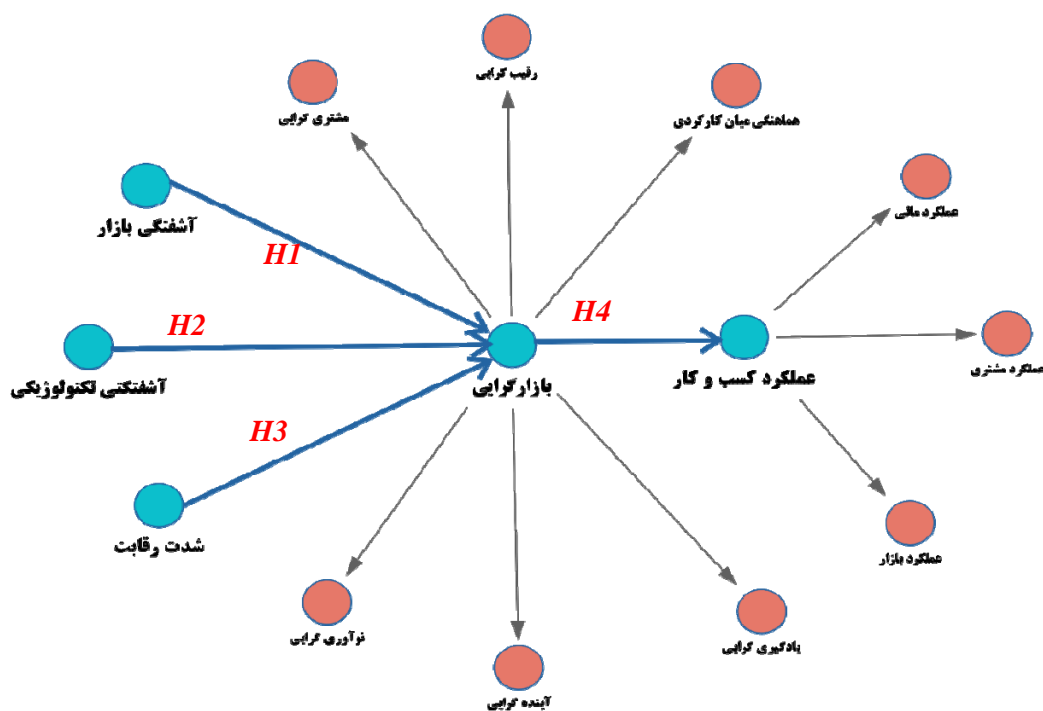 رقیب گرایی
مشتری گرایی
هماهنگی میان کارکردی
عملکرد مالی
آشفتگی بازار
H1
H2
H4
عملکرد مشتری
آشفتگتی تکنولوژیکی
بازارگرایی
عملکرد کسب و کار
H3
شدت رقابت
عملکرد بازار
نوآوری گرایی
یادگیری گرایی
آینده گرایی